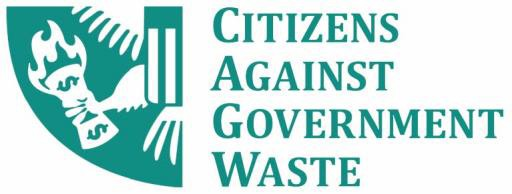 CITIZENS
AGAINST
GOVERNMENT
WASTE
$
$